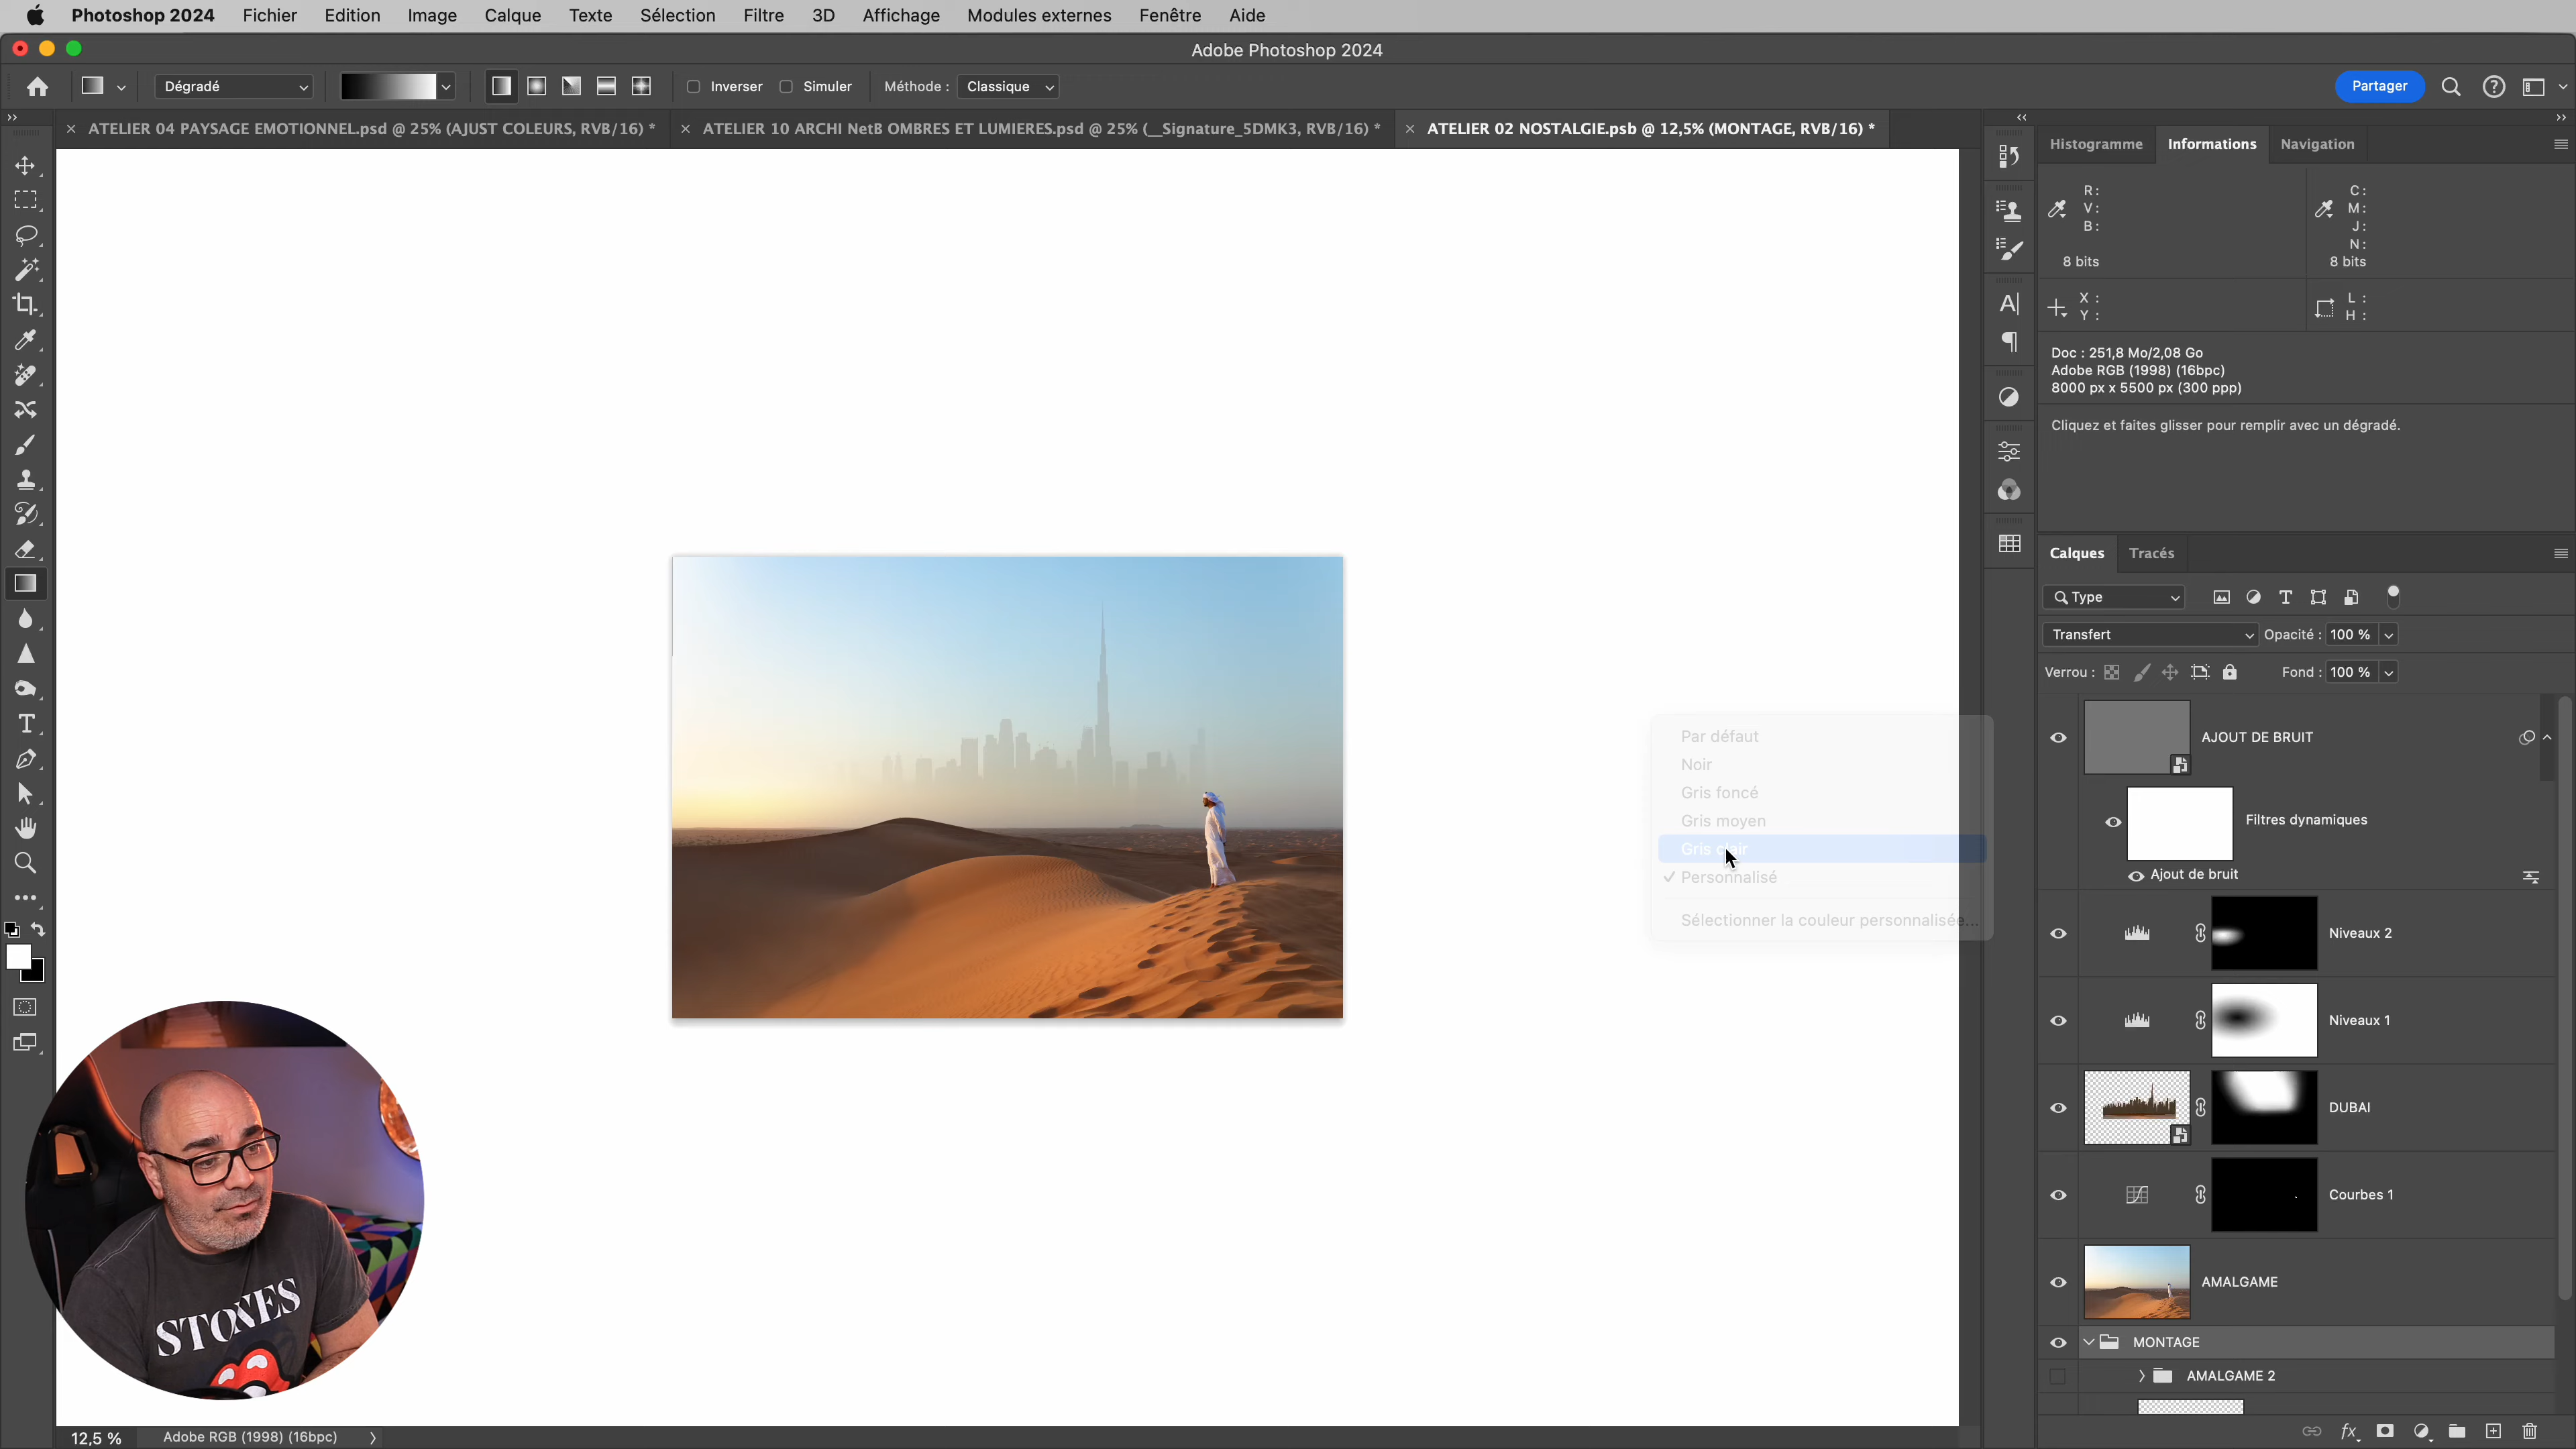 Photoshop 2024 Fichier Edition Image Calque Texte Sélection Filtre 3D Affichage Modules externes Fenêtre Aide
Adobe Photoshop 2024
Dégradé Inverser Simuler Méthode : Classique Partager
ATELIER 04 PAYSAGE EMOTIONNEL.psd @ 25% (AJUST COLEURS, RVB/16) *
ATELIER 10 ARCHI NetB OMBRES ET LUMIERES.psd @ 25% (__Signature_5DMK3, RVB/16) *
ATELIER 02 NOSTALGIE.psb @ 12,5% (MONTAGE, RVB/16) *
Histogramme Informations Navigation
R : C :
V : M :
B : J :
N :
8 bits 8 bits
X : L :
Y : H :
Doc : 251,8 Mo/2,08 Go
Adobe RGB (1998) (16bpc)
8000 px x 5500 px (300 ppp)
Cliquez et faites glisser pour remplir avec un dégradé.
Calques Tracés
Type
Transfert Opacité : 100 %
Verrou : Fond : 100 %
AJOUT DE BRUIT
Filtres dynamiques
Ajout de bruit
Niveaux 2
Niveaux 1
DUBAI
Courbes 1
AMALGAME
MONTAGE
AMALGAME 2
Par défaut
Noir
Gris foncé
Gris moyen
Gris clair
Personnalisé
Sélectionner la couleur personnalisée...
STONES
12,5 % Adobe RGB (1998) (16bpc)